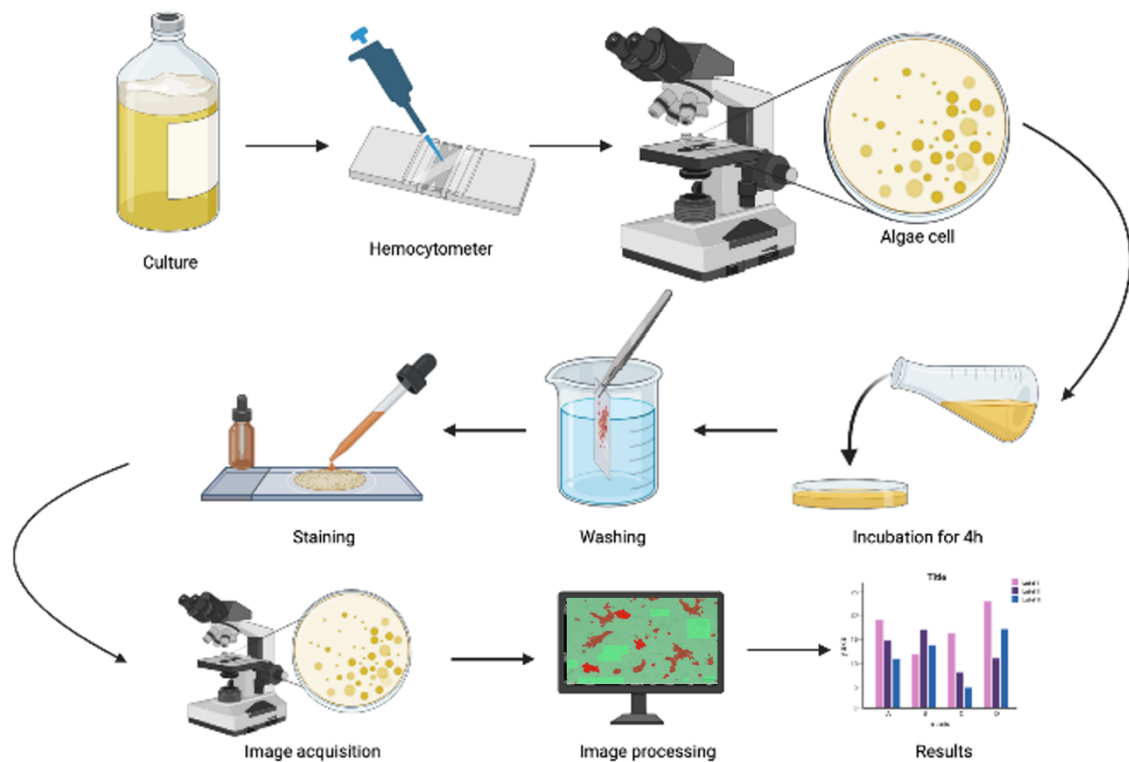 Culture
Hemocytometer
Algae cell
Staining
Washing
Incubation for 4h
Image acquisition
Image processing
Results
Title
A